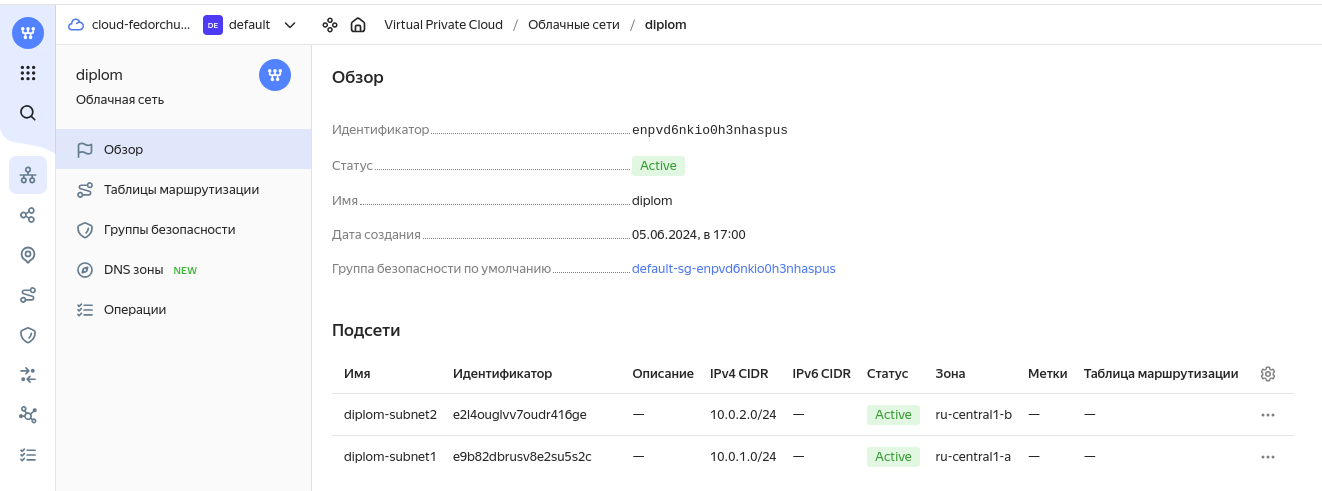 cloud-fedorchu... DE default Virtual Private Cloud / Облачные сети / diplom
diplom
Облачная сеть
Обзор
Таблицы маршрутизации
Группы безопасности
DNS зоны NEW
Операции
Обзор
Идентификатор enpvd6nkio0h3nhaspus
Статус Active
Имя diplom
Дата создания 05.06.2024, в 17:00
Группа безопасности по умолчанию default-sg-enpvd6nkio0h3nhaspus
Подсети
Имя Идентификатор Описание IPv4 CIDR IPv6 CIDR Статус Зона Метки Таблица маршрутизации
diplom-subnet2 e2l4ouglvv7oudr416ge — 10.0.2.0/24 — Active ru-central1-b — —
diplom-subnet1 e9b82dbrusv8e2su5s2c — 10.0.1.0/24 — Active ru-central1-a — —